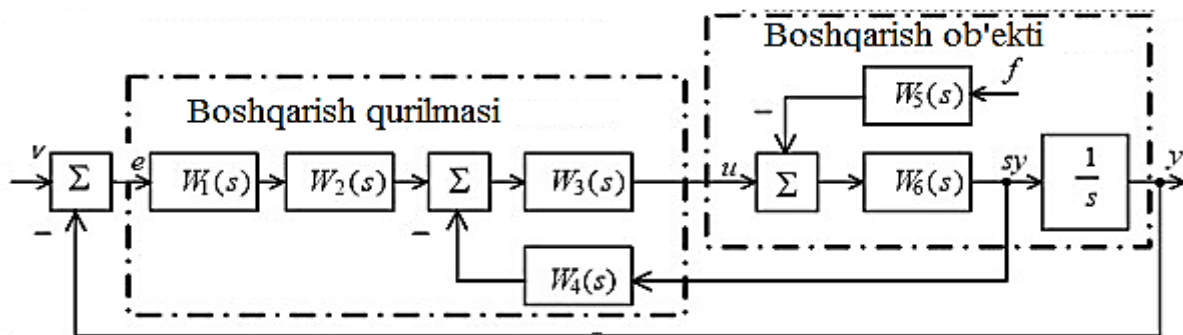 Boshqarish ob'ekti
W5(s)
f
Boshqarish qurilmasi
v
Σ
e
W1(s)
W2(s)
Σ
W3(s)
u
Σ
W6(s)
sy
1
s
y
W4(s)
−
−
−